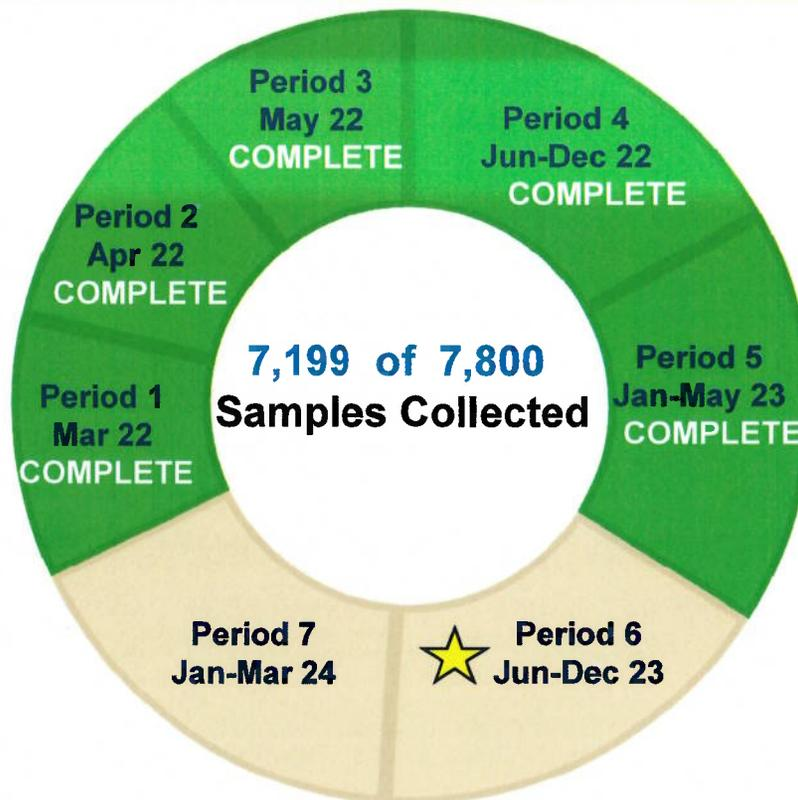 Period 3
May 22
COMPLETE
Period 4
Jun-Dec 22
COMPLETE
Period 2
Apr 22
COMPLETE
7,199 of 7,800
Samples Collected
Period 5
Jan-May 23
COMPLETE
Period 1
Mar 22
COMPLETE
Period 7
Jan-Mar 24
Period 6
Jun-Dec 23